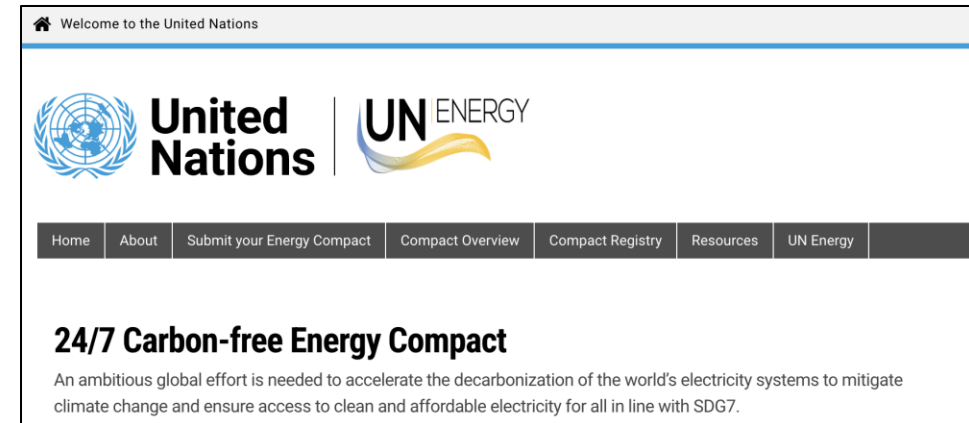 Welcome to the United Nations
United
Nations
UN ENERGY
Home About Submit your Energy Compact Compact Overview Compact Registry Resources UN Energy
24/7 Carbon-free Energy Compact
An ambitious global effort is needed to accelerate the decarbonization of the world's electricity systems to mitigate
climate change and ensure access to clean and affordable electricity for all in line with SDG7.